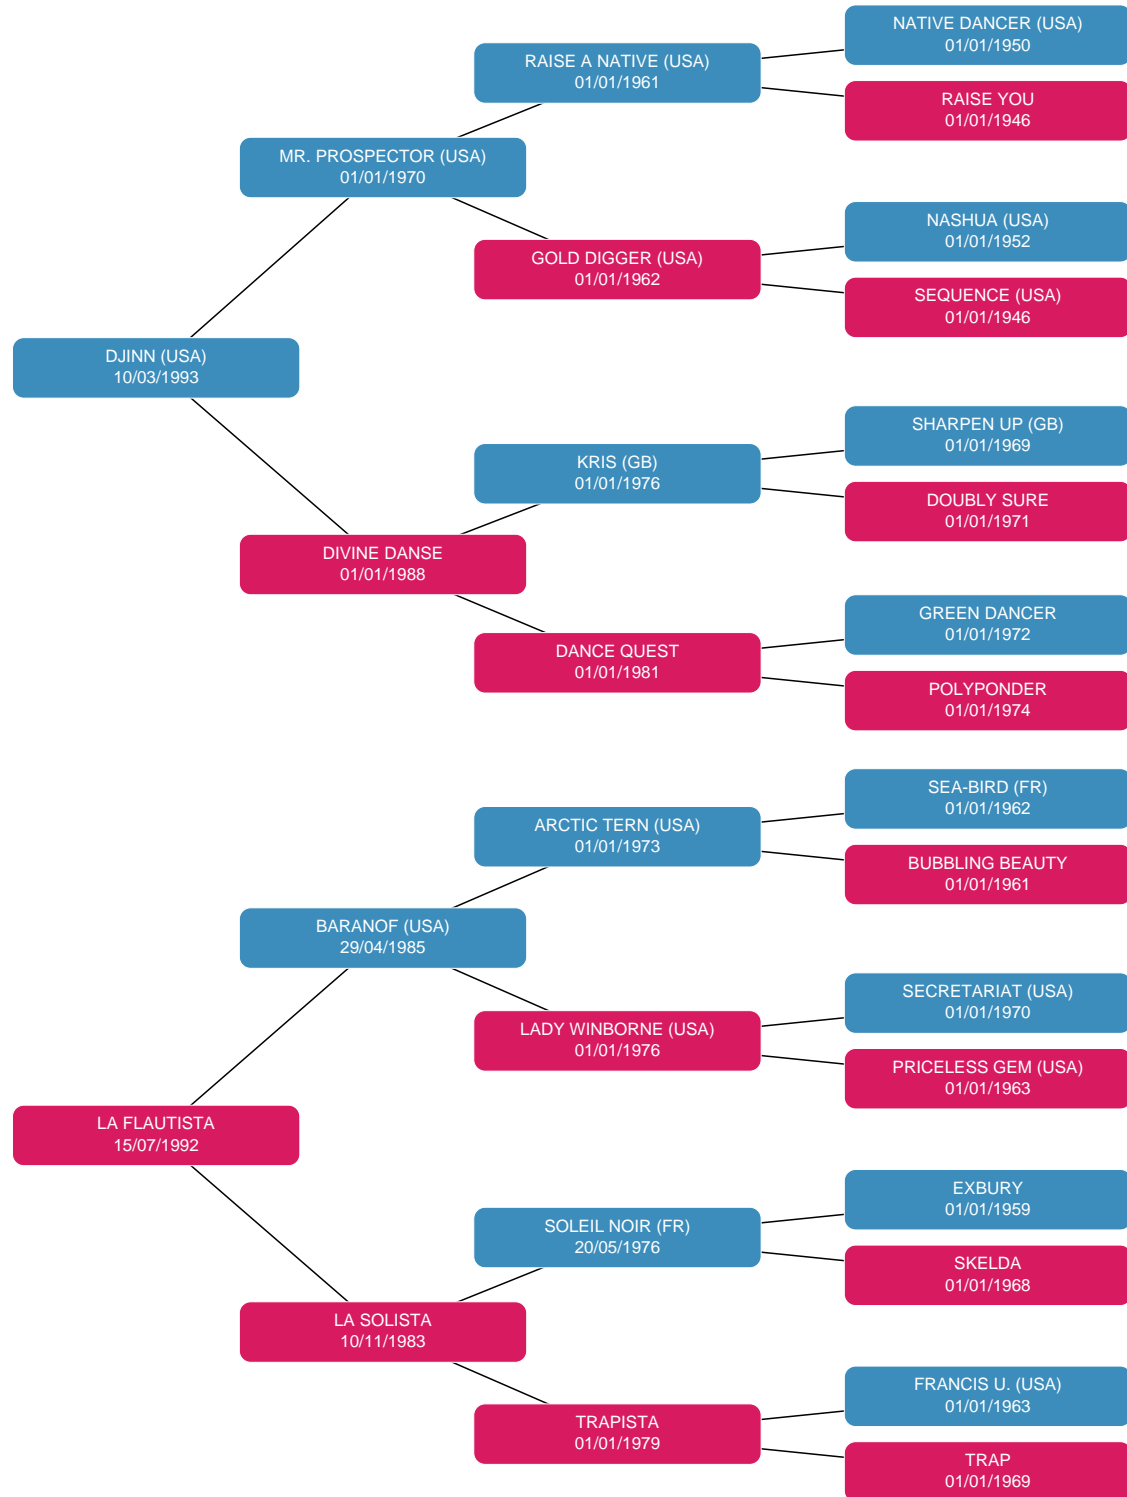 NATIVE DANCER (USA)
01/01/1950
RAISE A NATIVE (USA)
01/01/1961
RAISE YOU
01/01/1946
MR. PROSPECTOR (USA)
01/01/1970
NASHUA (USA)
01/01/1952
GOLD DIGGER (USA)
01/01/1962
SEQUENCE (USA)
01/01/1946
DJINN (USA)
10/03/1993
SHARPEN UP (GB)
01/01/1969
KRIS (GB)
01/01/1976
DOUBLY SURE
01/01/1971
DIVINE DANSE
01/01/1988
GREEN DANCER
01/01/1972
DANCE QUEST
01/01/1981
POLYPONDER
01/01/1974
SEA-BIRD (FR)
01/01/1962
ARCTIC TERN (USA)
01/01/1973
BUBBLING BEAUTY
01/01/1961
BARANOF (USA)
29/04/1985
SECRETARIAT (USA)
01/01/1970
LADY WINBORNE (USA)
01/01/1976
PRICELESS GEM (USA)
01/01/1963
LA FLAUTISTA
15/07/1992
EXBURY
01/01/1959
SOLEIL NOIR (FR)
20/05/1976
SKELDA
01/01/1968
LA SOLISTA
10/11/1983
FRANCIS U. (USA)
01/01/1963
TRAPISTA
01/01/1979
TRAP
01/01/1969